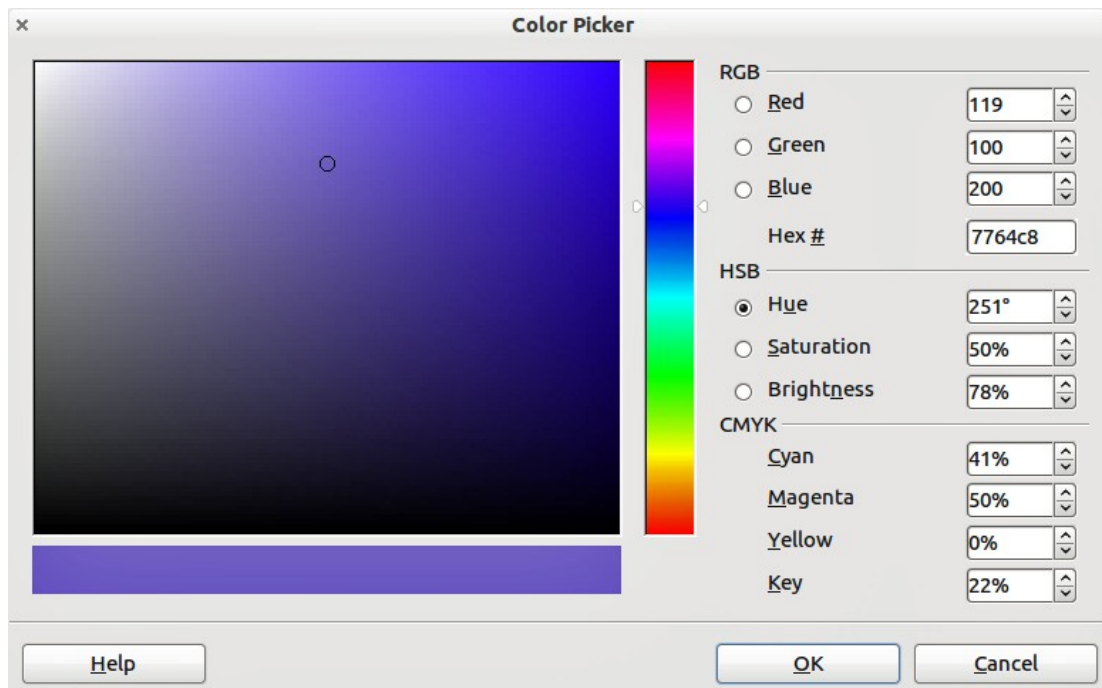 Color Picker
RGB
Red 119
Green 100
Blue 200
Hex # 7764c8
HSB
Hue 251°
Saturation 50%
Brightness 78%
CMYK
Cyan 41%
Magenta 50%
Yellow 0%
Key 22%
Help OK Cancel